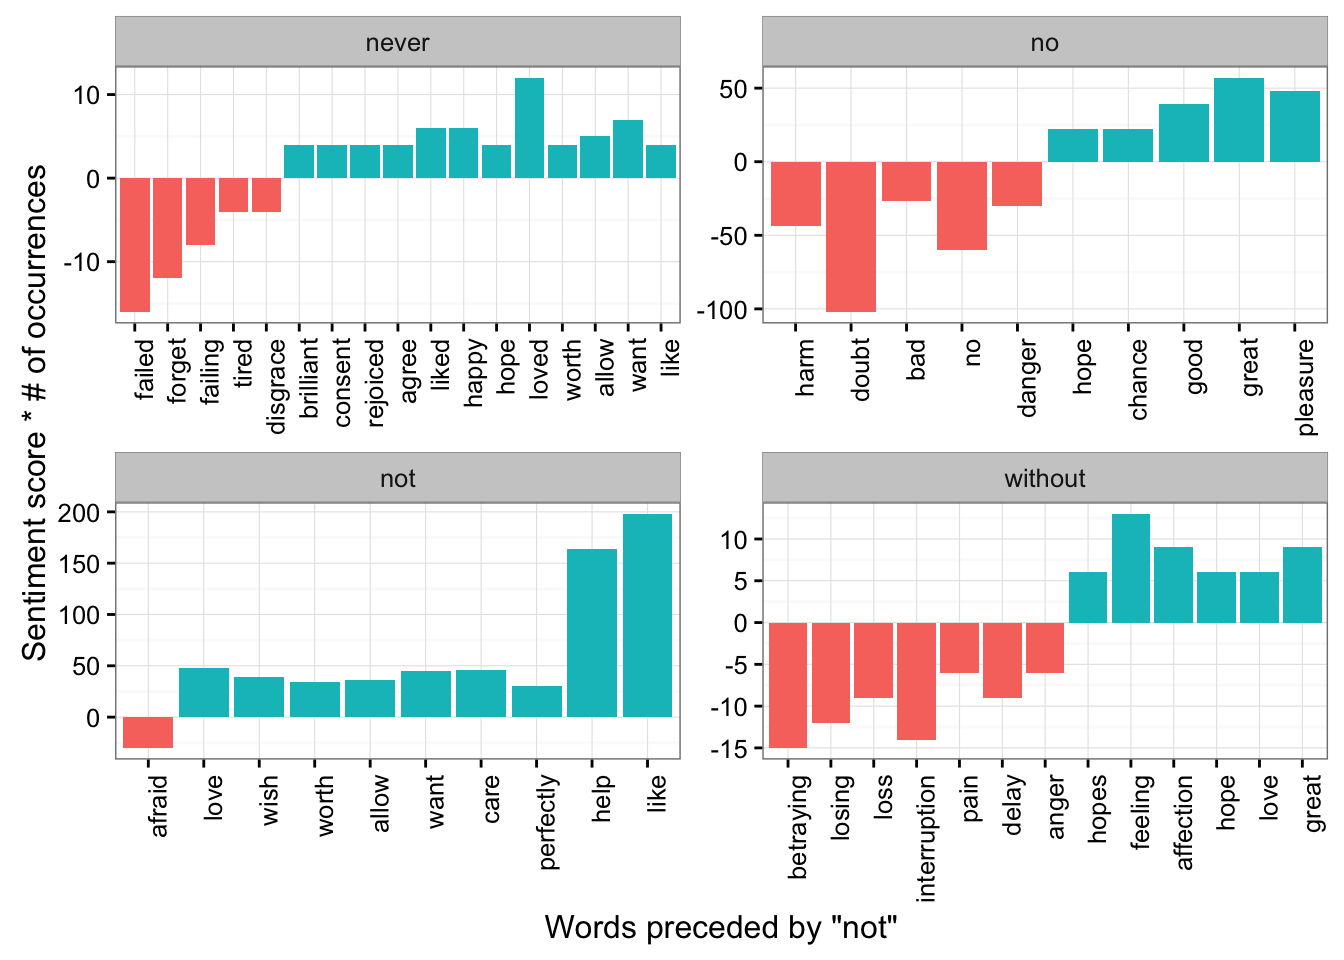 never
10
0
-10
failed
forget
failing
tired
disgrace
brilliant
consent
rejoiced
agree
liked
happy
hope
loved
worth
allow
want
like
no
50
0
-50
-100
harm
doubt
bad
no
danger
hope
chance
good
great
pleasure
Sentiment score * # of occurrences
not
200
150
100
50
0
afraid
love
wish
worth
allow
want
care
perfectly
help
like
without
10
5
0
-5
-10
-15
betraying
losing
loss
interruption
pain
delay
anger
hopes
feeling
affection
hope
love
great
Words preceded by "not"